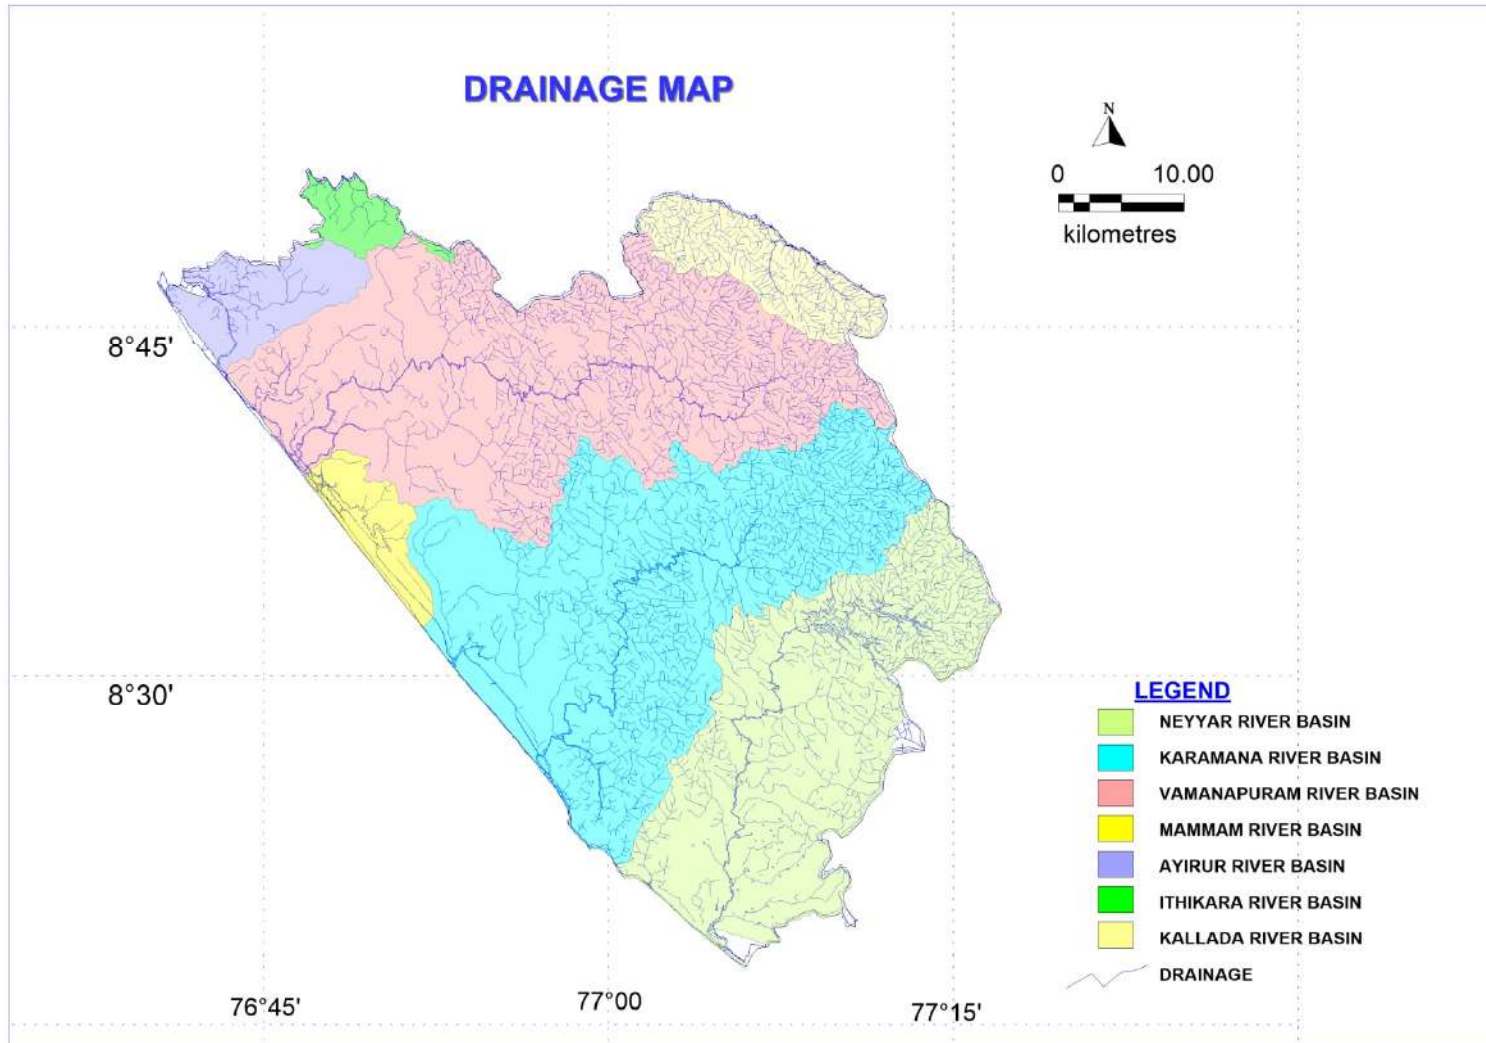 DRAINAGE MAP
N
0 10.00
kilometres
8°45'
8°30'
LEGEND
NEYYAR RIVER BASIN
KARAMANA RIVER BASIN
VAMANAPURAM RIVER BASIN
MAMMAM RIVER BASIN
AYIRUR RIVER BASIN
ITHIKARA RIVER BASIN
KALLADA RIVER BASIN
DRAINAGE
76°45' 77°00 77°15'